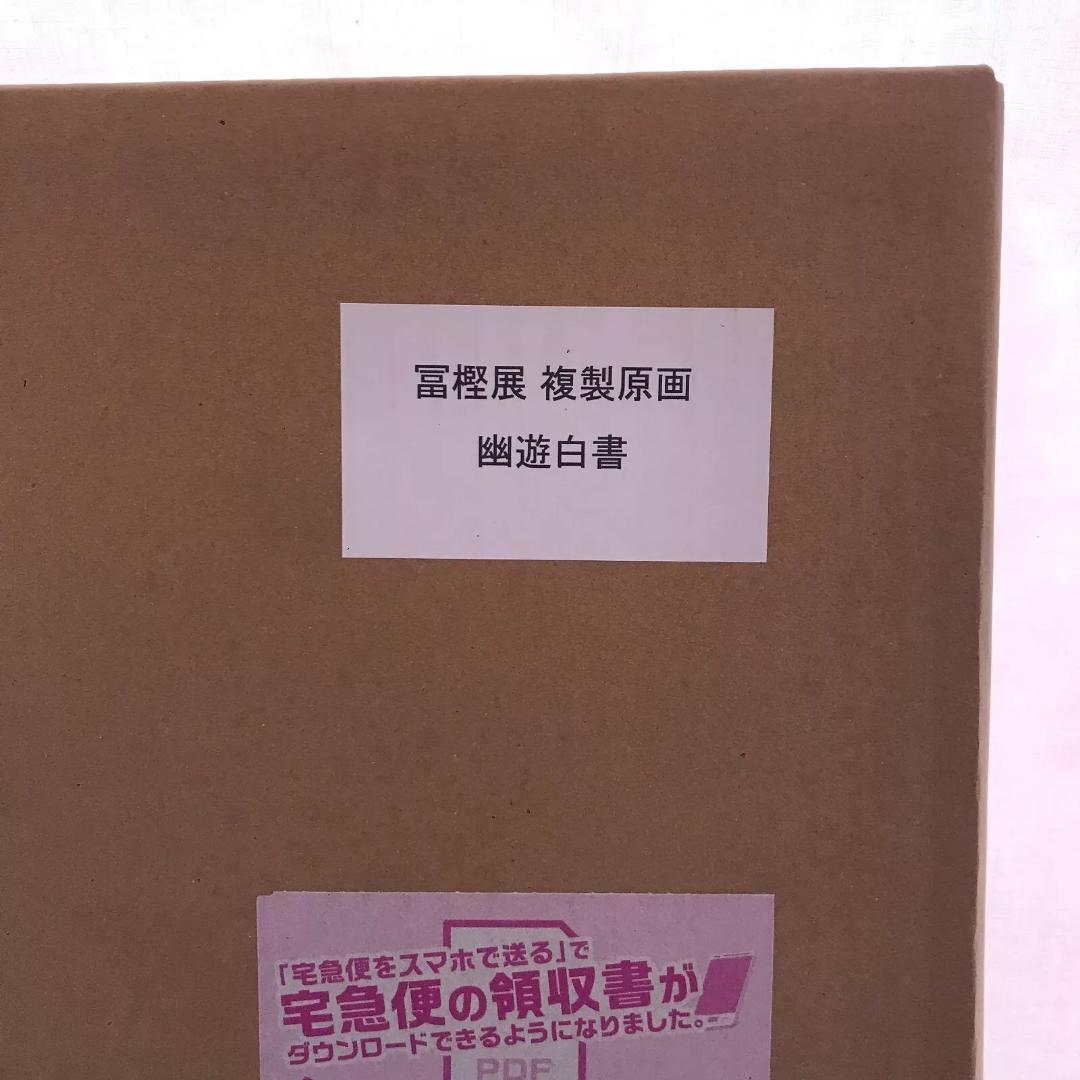 冨樫展 複製原画
幽遊白書
「宅急便をスマホで送る」で
宅急便の領収書が
ダウンロードできるようになりました。
PDF